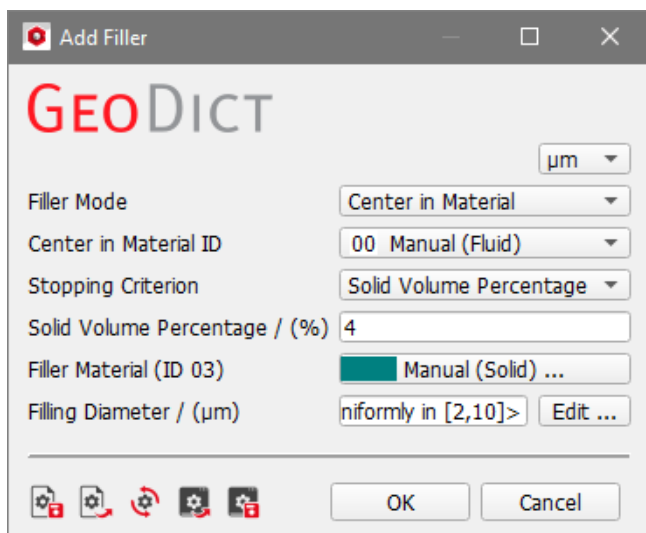 Add Filler
GEODICT
µm
Filler Mode Center in Material
Center in Material ID 00 Manual (Fluid)
Stopping Criterion Solid Volume Percentage
Solid Volume Percentage / (%) 4
Filler Material (ID 03) Manual (Solid) ...
Filling Diameter / (µm) niformly in [2,10]> Edit ...
OK Cancel